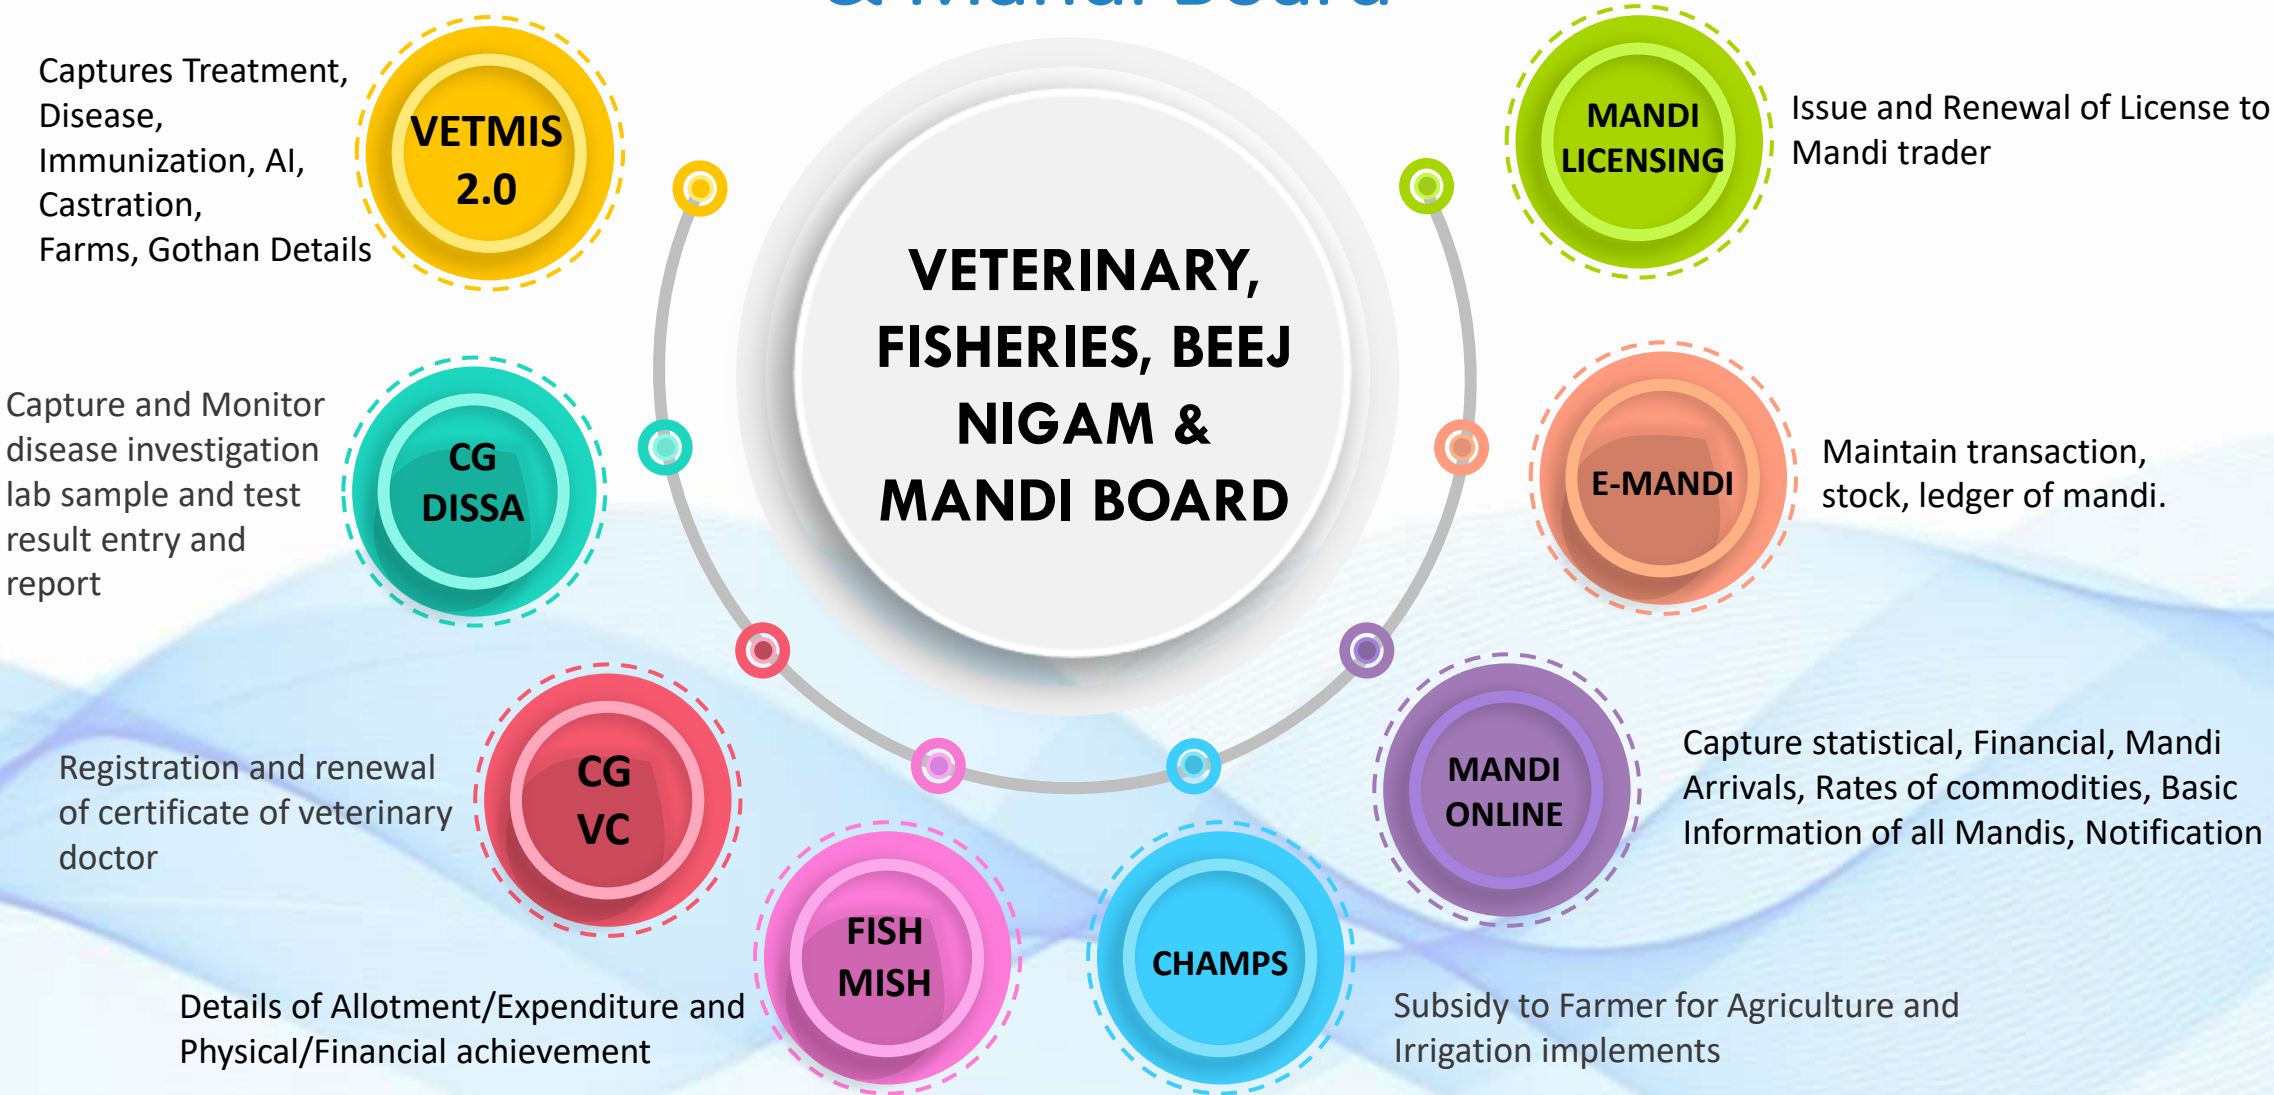 & Mandi Board
Captures Treatment,
Disease,
Immunization, AI,
Castration,
Farms, Gothan Details
VETMIS
2.0
Capture and Monitor
disease investigation
lab sample and test
result entry and
report
CG
DISSA
Registration and renewal
of certificate of veterinary
doctor
CG
VC
Details of Allotment/Expenditure and
Physical/Financial achievement
FISH
MISH
VETERINARY,
FISHERIES, BEEJ
NIGAM &
MANDI BOARD
CHAMPS
Subsidy to Farmer for Agriculture and
Irrigation implements
MANDI
ONLINE
Capture statistical, Financial, Mandi
Arrivals, Rates of commodities, Basic
Information of all Mandis, Notification
E-MANDI
Maintain transaction,
stock, ledger of mandi.
MANDI
LICENSING
Issue and Renewal of License to
Mandi trader